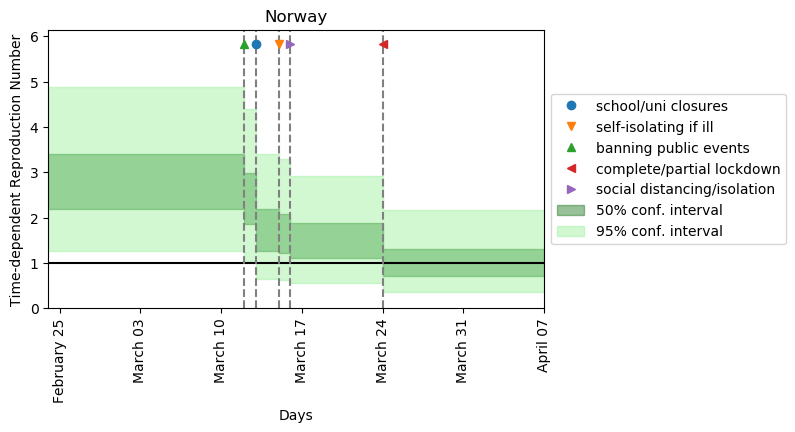 Norway
Time-dependent Reproduction Number
6
5
4
3
2
1
0
February 25
March 03
March 10
March 17
March 24
March 31
April 07
Days
school/uni closures
self-isolating if ill
banning public events
complete/partial lockdown
social distancing/isolation
50% conf. interval
95% conf. interval